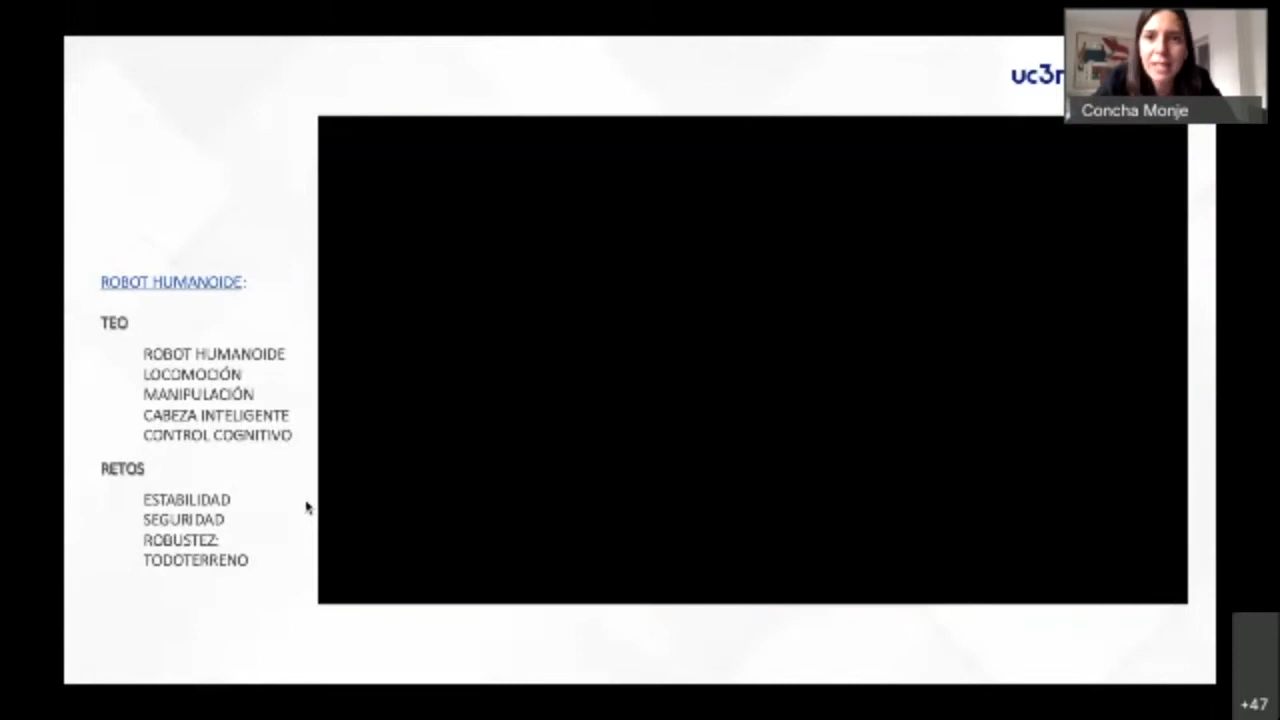 uc3m
Concha Monje
ROBOT HUMANOIDE:
TEO
ROBOT HUMANOIDE
LOCOMOCIÓN
MANIPULACIÓN
CABEZA INTELIGENTE
CONTROL COGNITIVO
RETOS
ESTABILIDAD
SEGURIDAD
ROBUSTEZ:
TODOTERRENO
+47